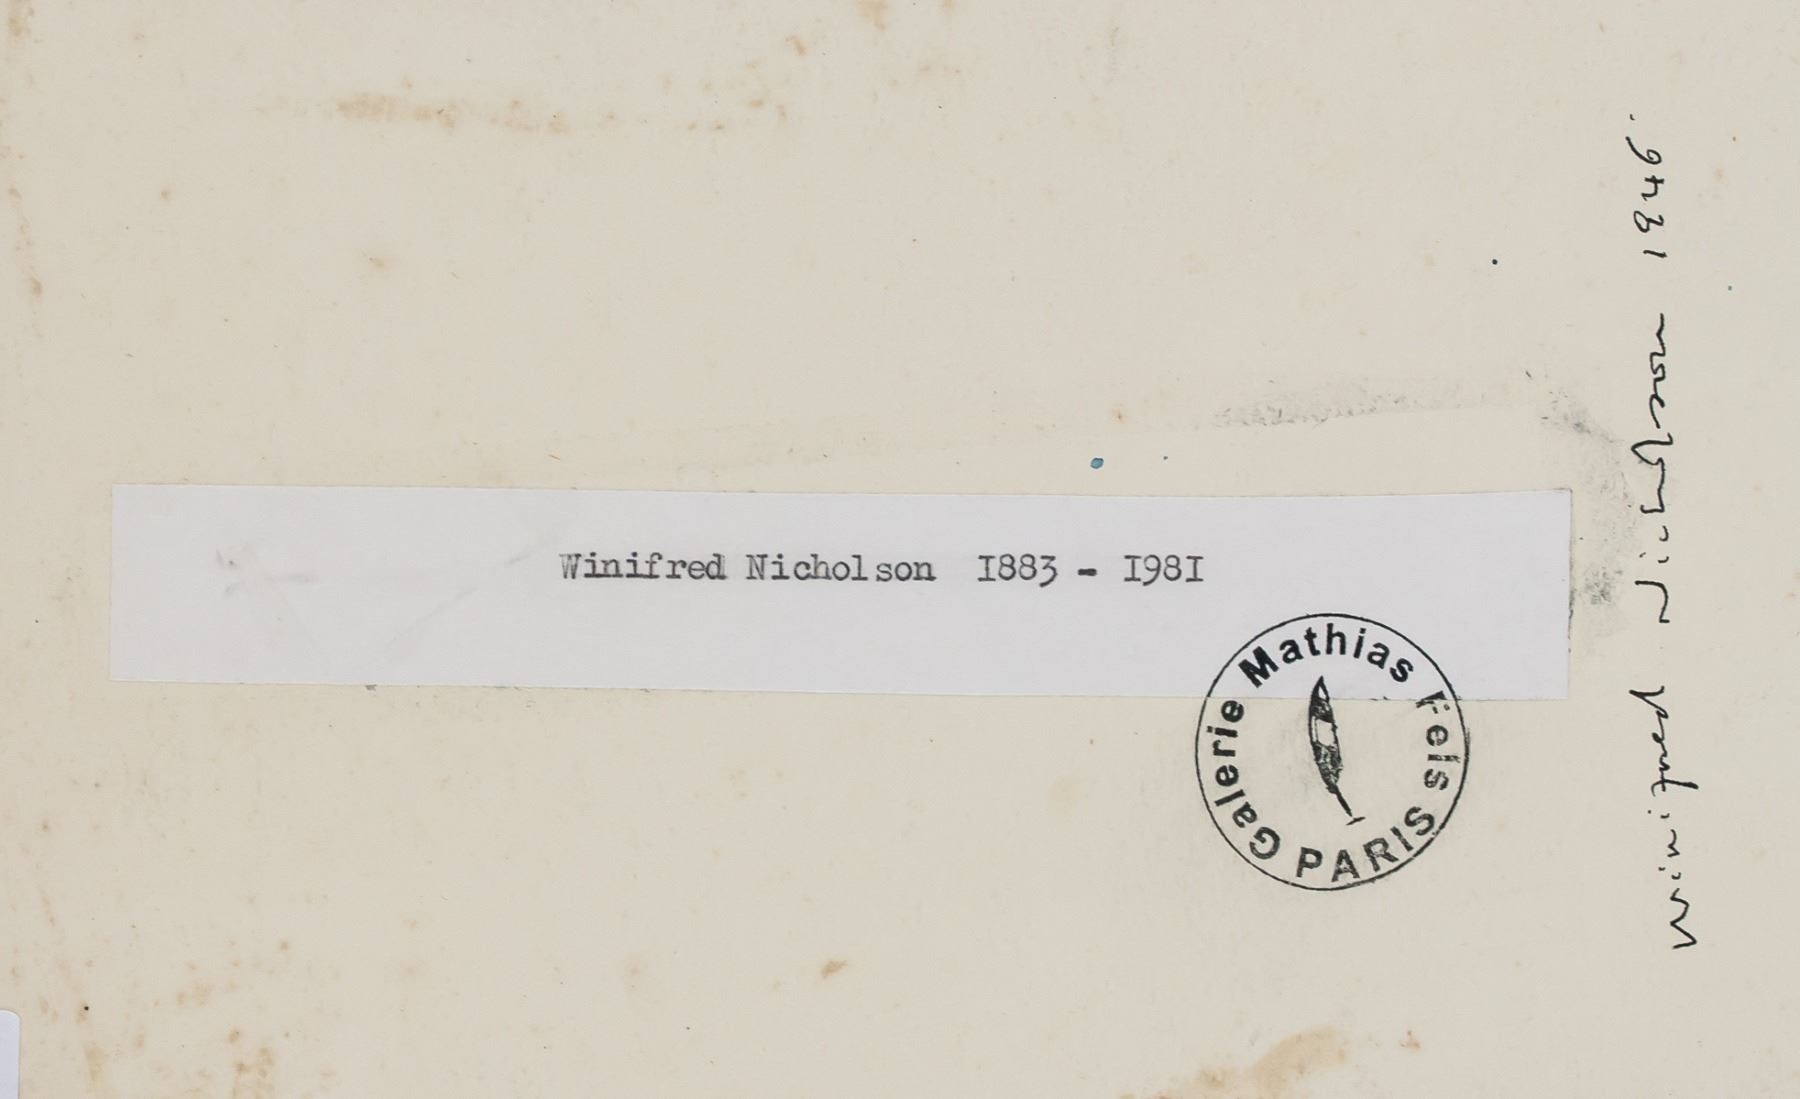 Winifred Nicholson 1883 - 1981
Galerie Mathias Fels PARIS
Winifred Nicholson 1946.